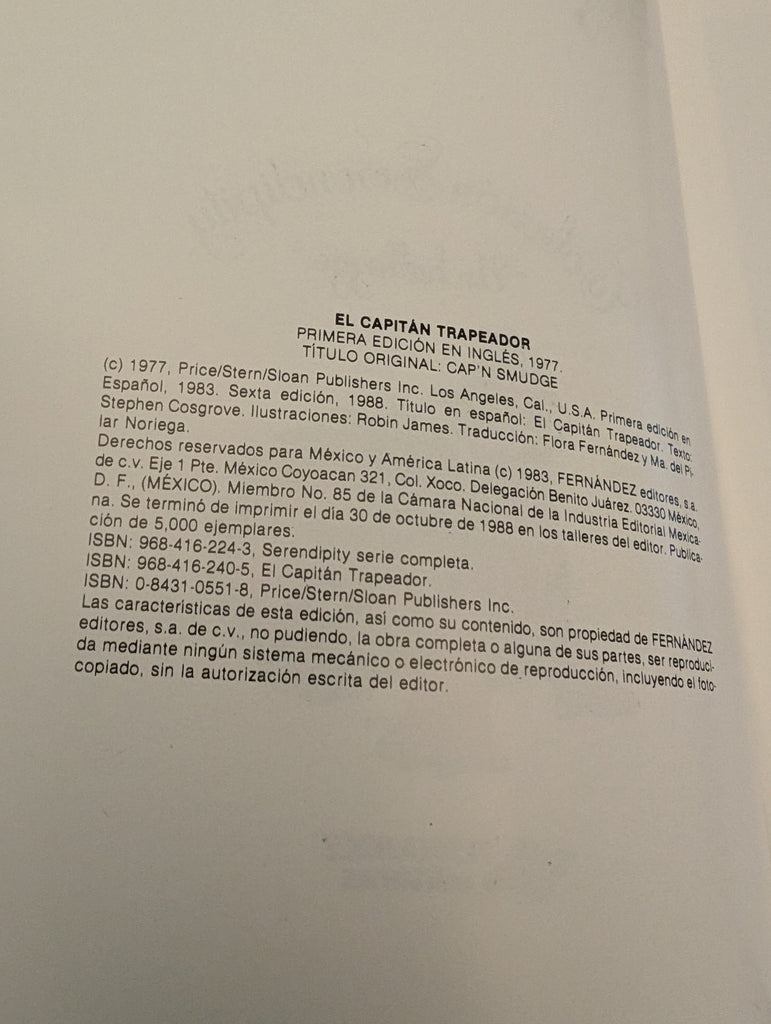 EL CAPITÁN TRAPEADOR
PRIMERA EDICIÓN EN INGLÉS, 1977.
TÍTULO ORIGINAL: CAP'N SMUDGE
(c) 1977, Price/Stern/Sloan Publishers Inc. Los Angeles, Cal., U.S.A. Primera edición en
Español, 1983. Sexta edición, 1988. Título en español: El Capitán Trapeador. Texto:
Stephen Cosgrove. Ilustraciones: Robin James. Traducción: Flora Fernández y Ma. del Pi-
lar Noriega.
Derechos reservados para México y América Latina (c) 1983, FERNÁNDEZ editores, s.a.
de c.v. Eje 1 Pte. México Coyoacan 321, Col. Xoco. Delegación Benito Juárez. 03330 México,
D. F., (MÉXICO). Miembro No. 85 de la Cámara Nacional de la Industria Editorial Mexica-
na. Se terminó de imprimir el día 30 de octubre de 1988 en los talleres del editor. Publica-
ción de 5,000 ejemplares.
ISBN: 968-416-224-3, Serendipity serie completa.
ISBN: 968-416-240-5, El Capitán Trapeador.
ISBN: 0-8431-0551-8, Price/Stern/Sloan Publishers Inc.
Las características de esta edición, así como su contenido, son propiedad de FERNÁNDEZ
editores, s.a. de c.v., no pudiendo, la obra completa o alguna de sus partes, ser reproduci-
da mediante ningún sistema mecánico o electrónico de reproducción, incluyendo el foto-
copiado, sin la autorización escrita del editor.